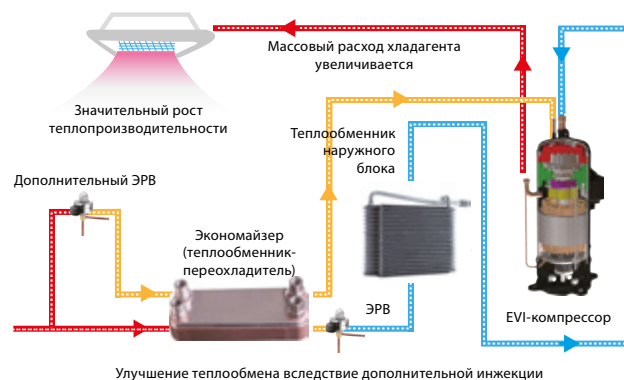 Массовый расход хладагента
увеличивается
Значительный рост
теплопроизводительности
Теплообменник
наружного
блока
Дополнительный ЭРВ
Экономайзер
(теплообменник-
переохладитель)
ЭРВ
EVI-компрессор
Улучшение теплообмена вследствие дополнительной инжекции